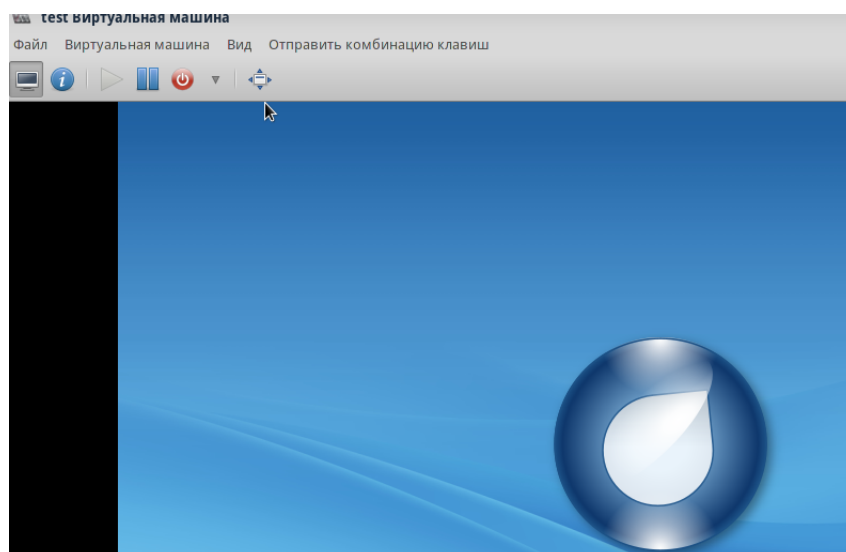 test Виртуальная машина
Файл Виртуальная машина Вид Отправить комбинацию клавиш